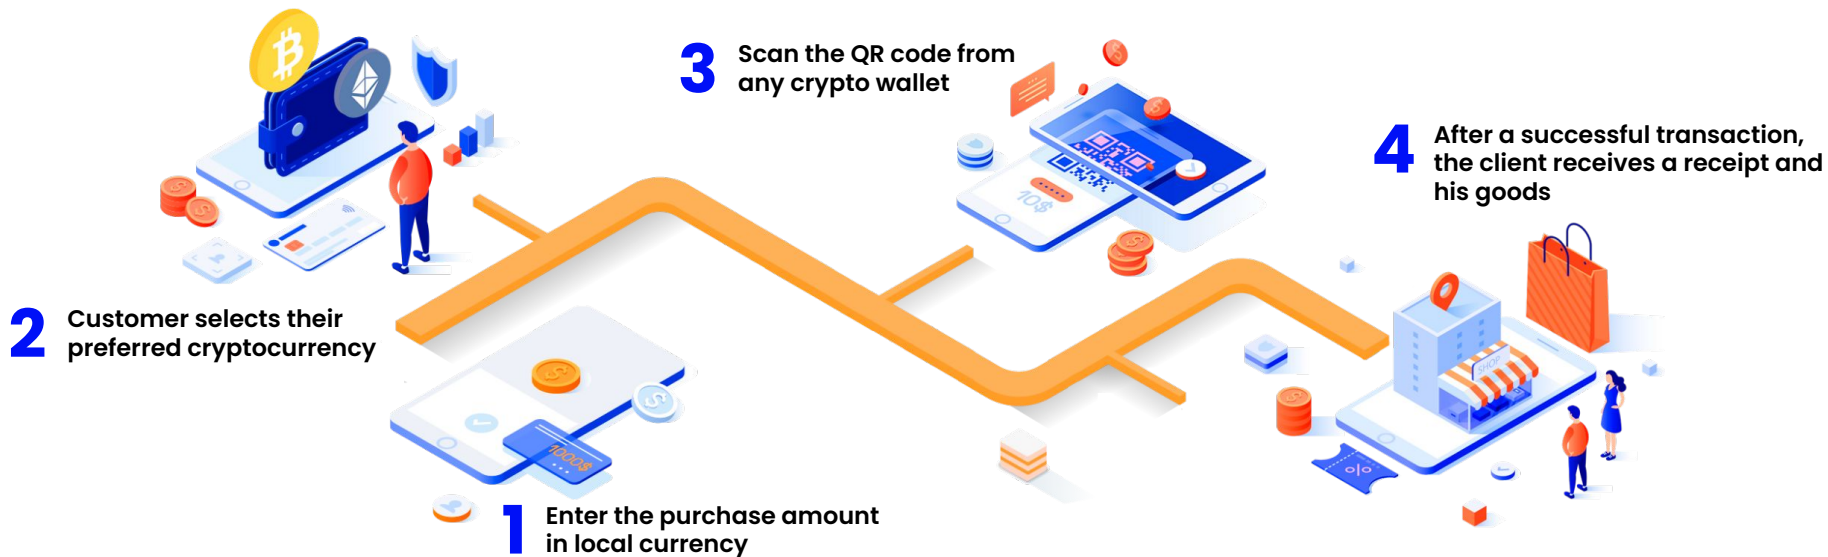 1
Enter the purchase amount
in local currency
1000$
2
Customer selects their
preferred cryptocurrency
3
Scan the QR code from
any crypto wallet
10$
4
After a successful transaction,
the client receives a receipt and
his goods
SHOP
%